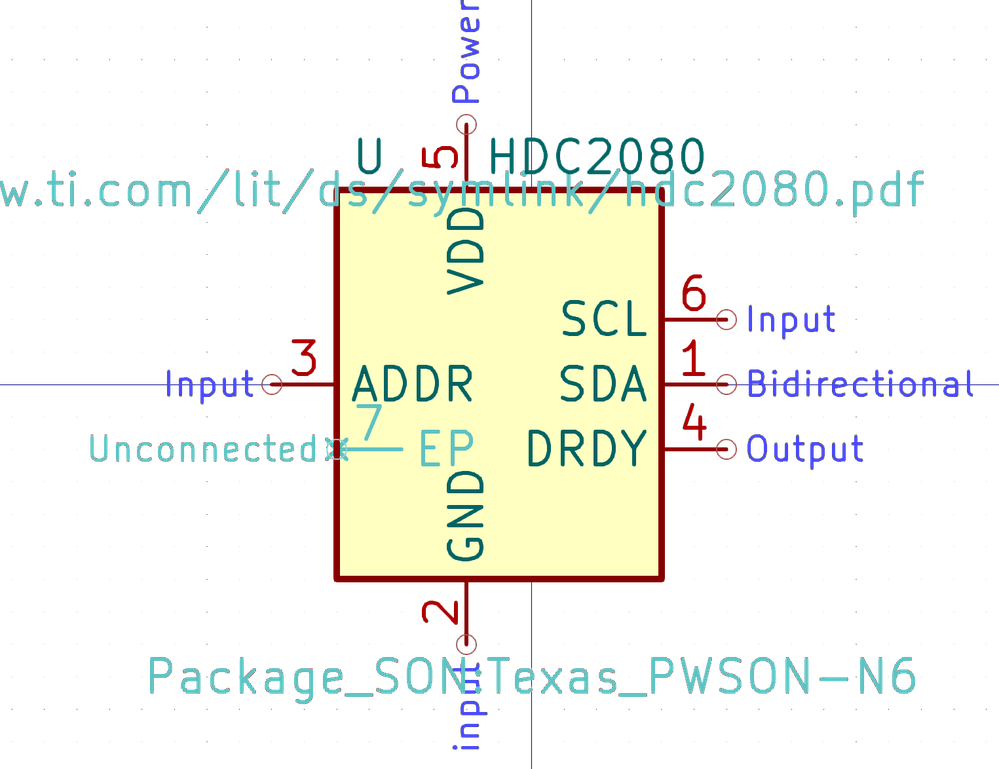 Power
U
5
HDC2080
w.ti.com/lit/ds/symlink/hdc2080.pdf
VDD
6
SCL
Input
3
1
Input
ADDR
SDA
Bidirectional
7
4
Unconnected
EP
DRDY
Output
GND
2
Package_SON:Texas_PWSON-N6
input